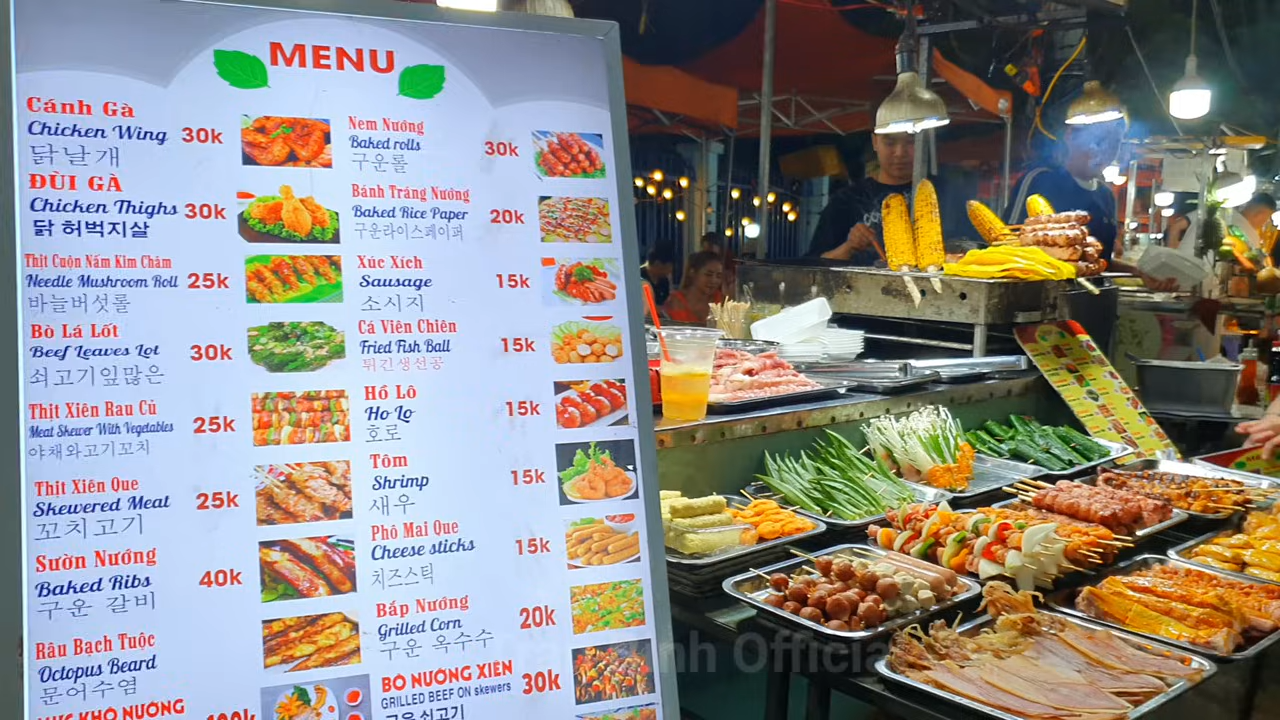 MENU
Cánh Gà
Chicken Wing 30k
닭날개
ĐÙI GÀ
Chicken Thighs 30k
닭 허벅지살
Thịt Cuộn Nấm Kim Châm
Needle Mushroom Roll 25k
바늘버섯롤
Bò Lá Lốt
Beef Leaves Lot 30k
쇠고기잎많은
Thịt Xiên Rau Củ
Meat Skewer With Vegetables 25k
야채와고기꼬치
Thịt Xiên Que
Skewered Meat 25k
꼬치고기
Sườn Nướng
Baked Ribs 40k
구운 갈비
Râu Bạch Tuộc
Octopus Beard
문어수염
KHÔ NƯỚNG
Nem Nướng
Baked rolls 30k
구운롤
Bánh Tráng Nướng
Baked Rice Paper 20k
구운라이스페이퍼
Xúc Xích
Sausage 15k
소시지
Cá Viên Chiên
Fried Fish Ball 15k
튀긴생선공
Hồ Lô
Ho Lo 15k
호로
Tôm
Shrimp 15k
새우
Phô Mai Que
Cheese sticks 15k
치즈스틱
Bắp Nướng
Grilled Corn 20k
구운 옥수수
BÒ NƯỚNG XIÊN
GRILLED BEEF ON skewers 30k
구운쇠고기
Official